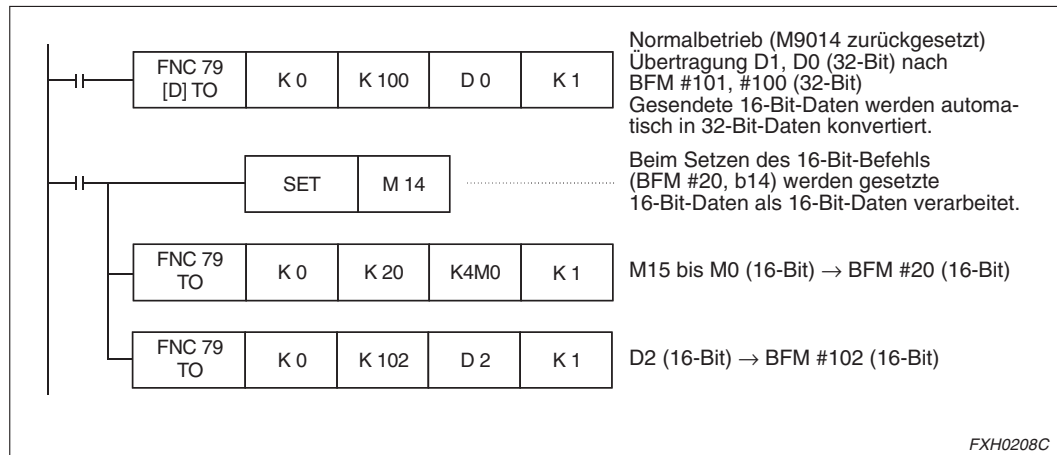 FNC 79
[D] TO
K 0
K 100
D 0
K 1
Normalbetrieb (M9014 zurückgesetzt)
Übertragung D1, D0 (32-Bit) nach
BFM #101, #100 (32-Bit)
Gesendete 16-Bit-Daten werden automa-
tisch in 32-Bit-Daten konvertiert.
SET
M 14
Beim Setzen des 16-Bit-Befehls
(BFM #20, b14) werden gesetzte
16-Bit-Daten als 16-Bit-Daten verarbeitet.
FNC 79
TO
K 0
K 20
K4M0
K 1
M15 bis M0 (16-Bit) → BFM #20 (16-Bit)
FNC 79
TO
K 0
K 102
D 2
K 1
D2 (16-Bit) → BFM #102 (16-Bit)
FXH0208C